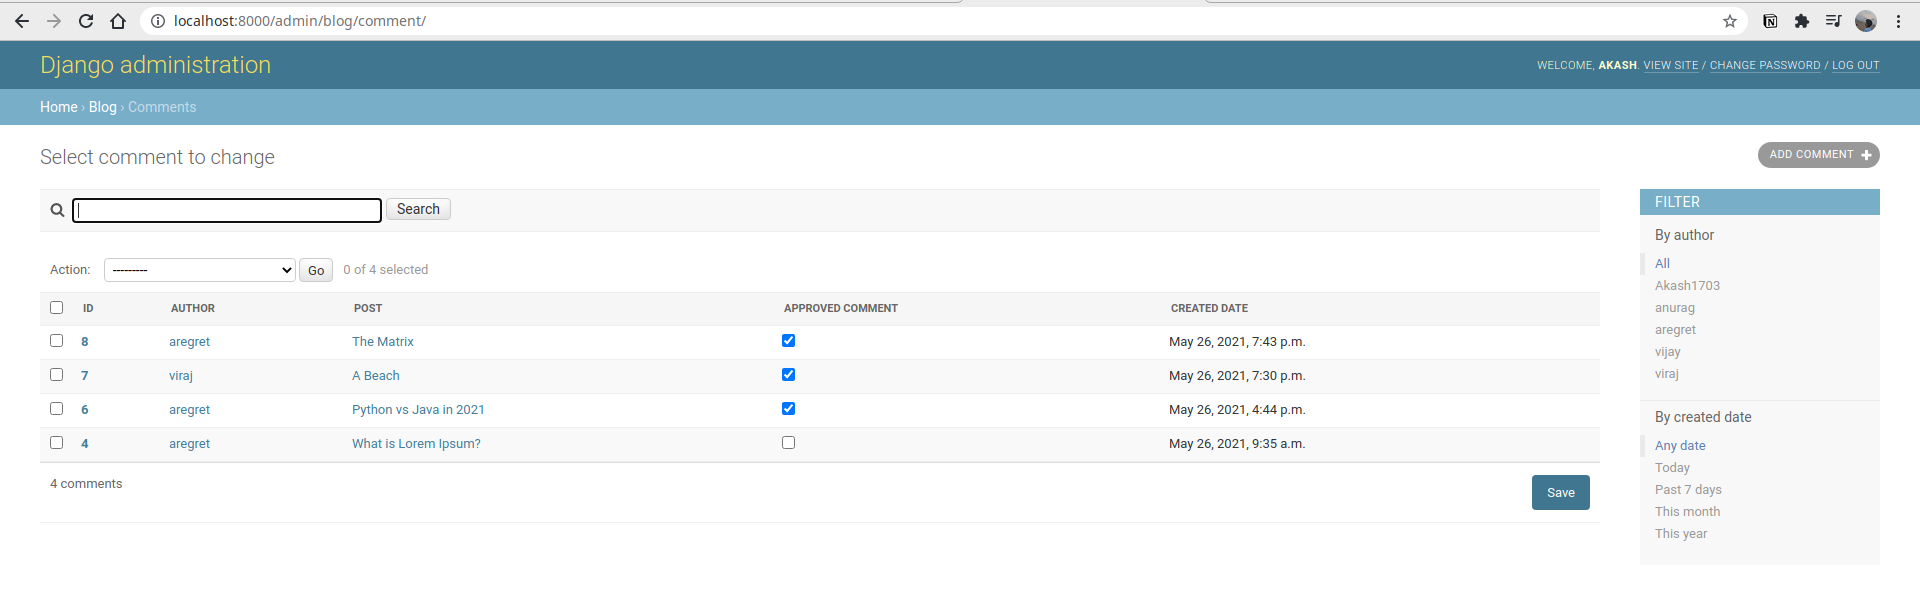 localhost:8000/admin/blog/comment/
Django administration
WELCOME, AKASH. VIEW SITE / CHANGE PASSWORD / LOG OUT
Home › Blog › Comments
Select comment to change
ADD COMMENT +
Search
Action: --------- Go 0 of 4 selected
ID AUTHOR POST APPROVED COMMENT CREATED DATE
8 aregret The Matrix May 26, 2021, 7:43 p.m.
7 viraj A Beach May 26, 2021, 7:30 p.m.
6 aregret Python vs Java in 2021 May 26, 2021, 4:44 p.m.
4 aregret What is Lorem Ipsum? May 26, 2021, 9:35 a.m.
4 comments
Save
FILTER
By author
All
Akash1703
anurag
aregret
vijay
viraj
By created date
Any date
Today
Past 7 days
This month
This year